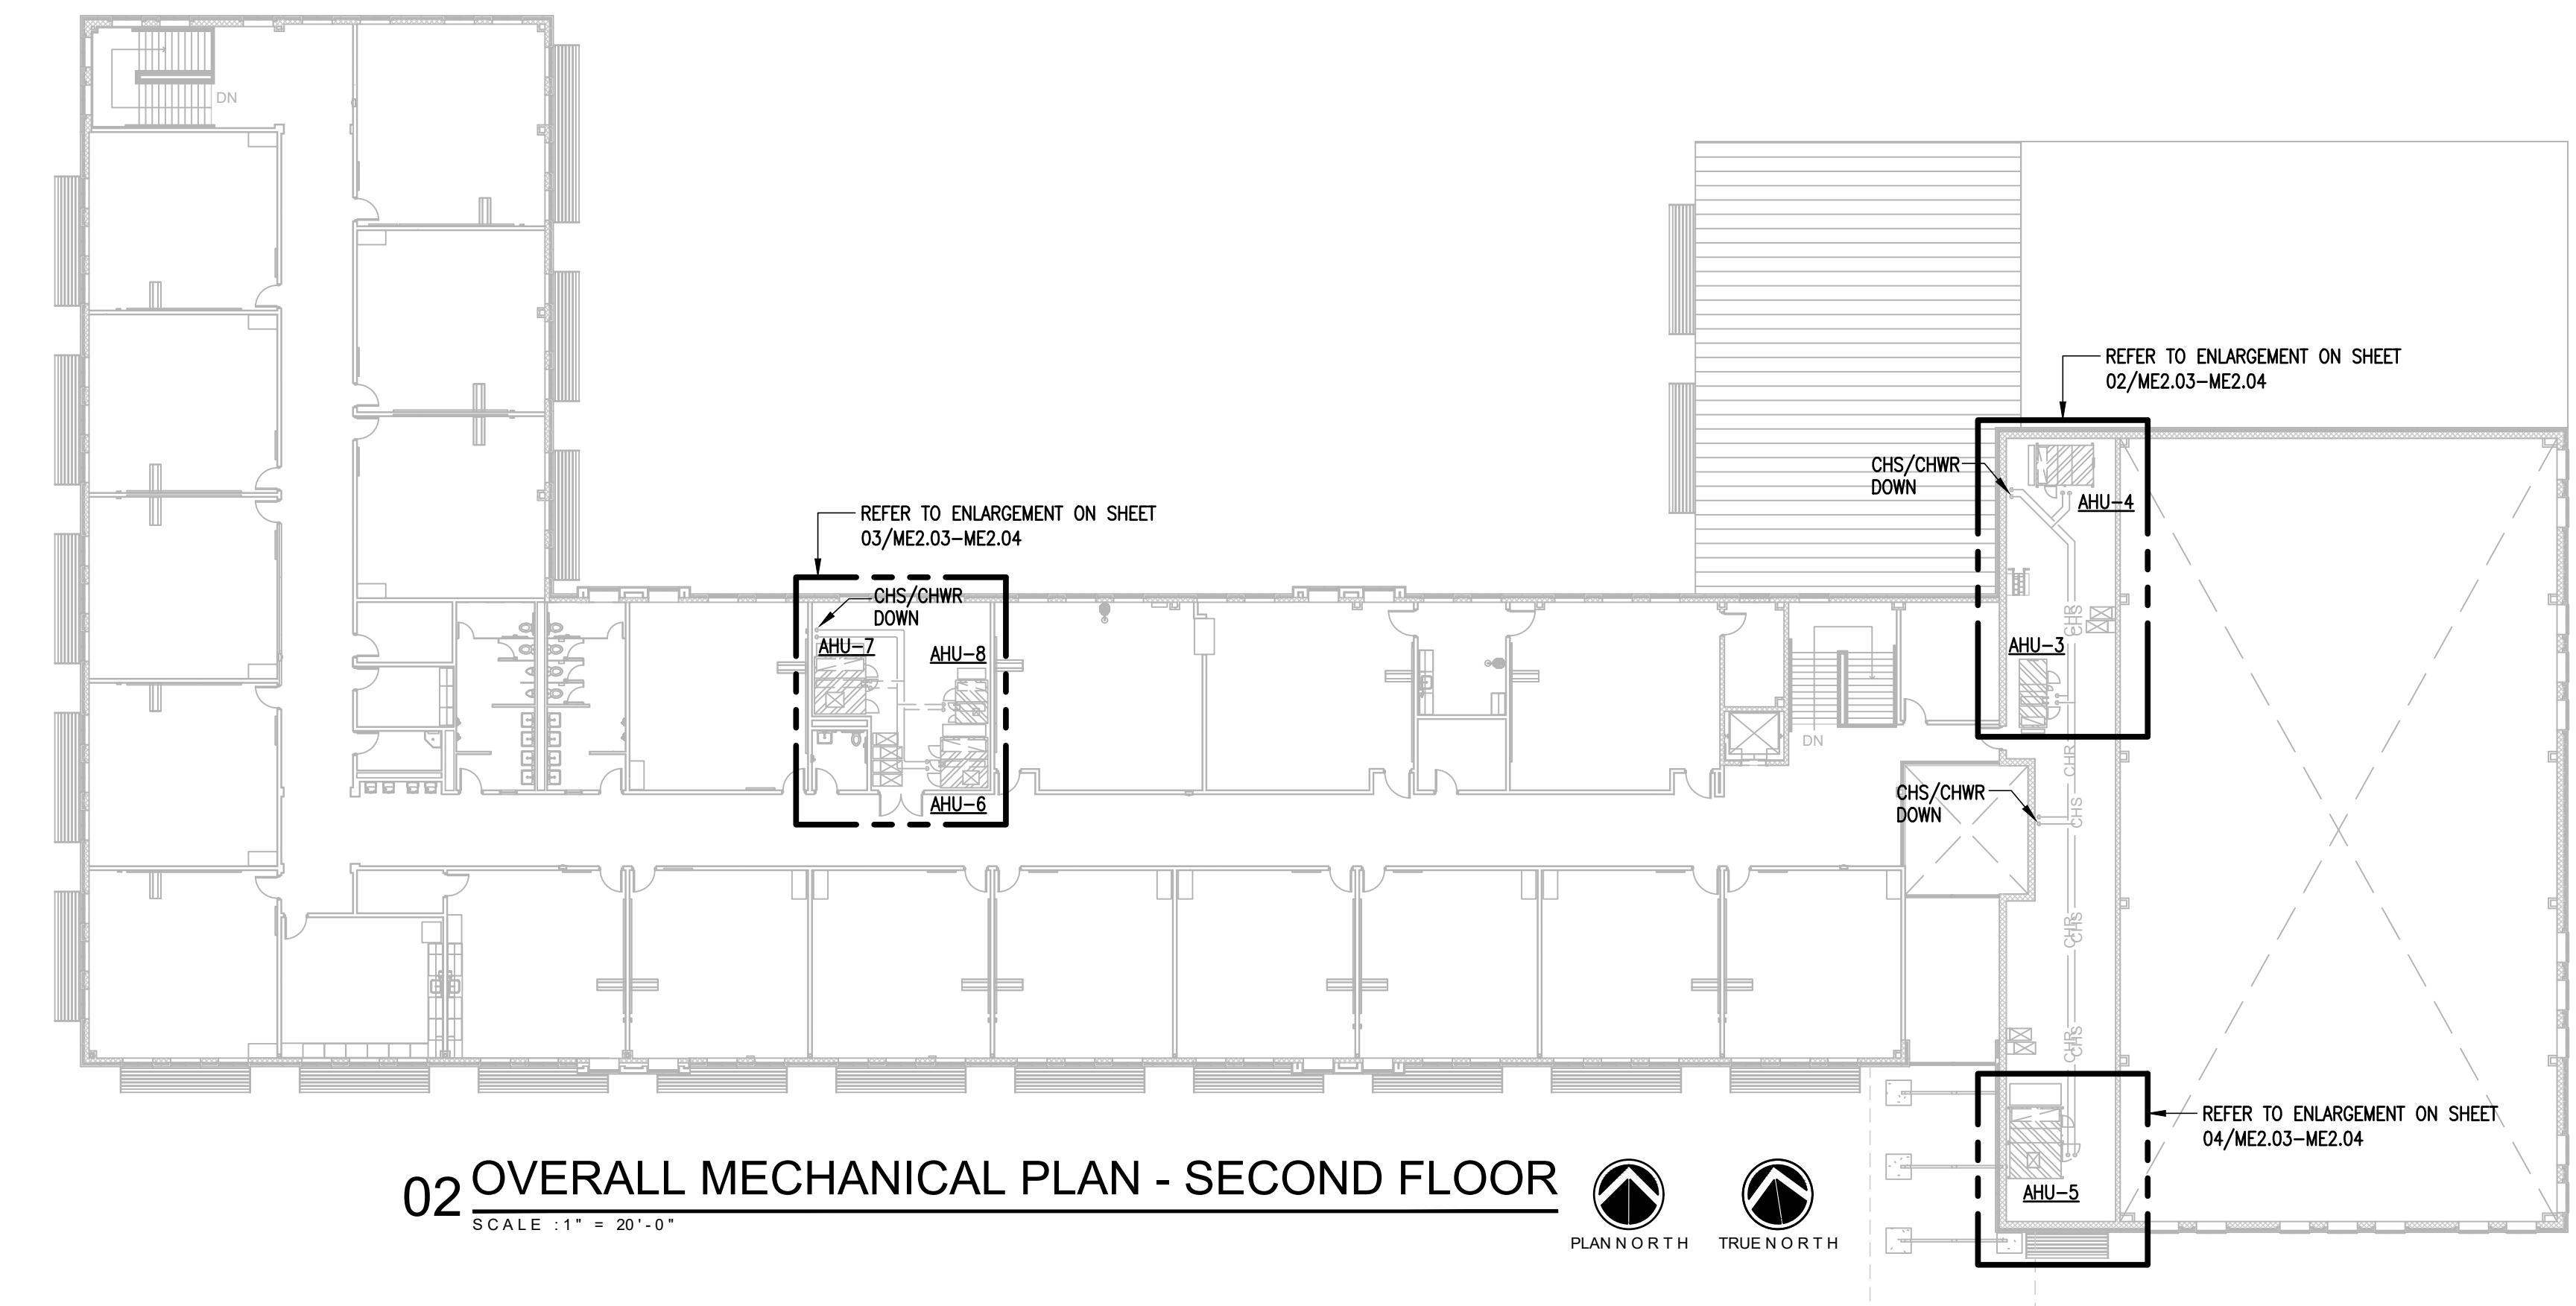 DN
REFER TO ENLARGEMENT ON SHEET
02/ME2.03-ME2.04
CHS/CHWR
DOWN
AHU-4
REFER TO ENLARGEMENT ON SHEET
03/ME2.03-ME2.04
CHS/CHWR
DOWN
AHU-7
AHU-8
AHU-6
CHR
CHS
AHU-3
DN
CHR
CHS/CHWR
DOWN
CHS
CHR
CHS
CHR
CHS
REFER TO ENLARGEMENT ON SHEET
04/ME2.03-ME2.04
AHU-5
02 OVERALL MECHANICAL PLAN - SECOND FLOOR
SCALE :1" = 20'-0"
PLAN NORTH
TRUE NORTH